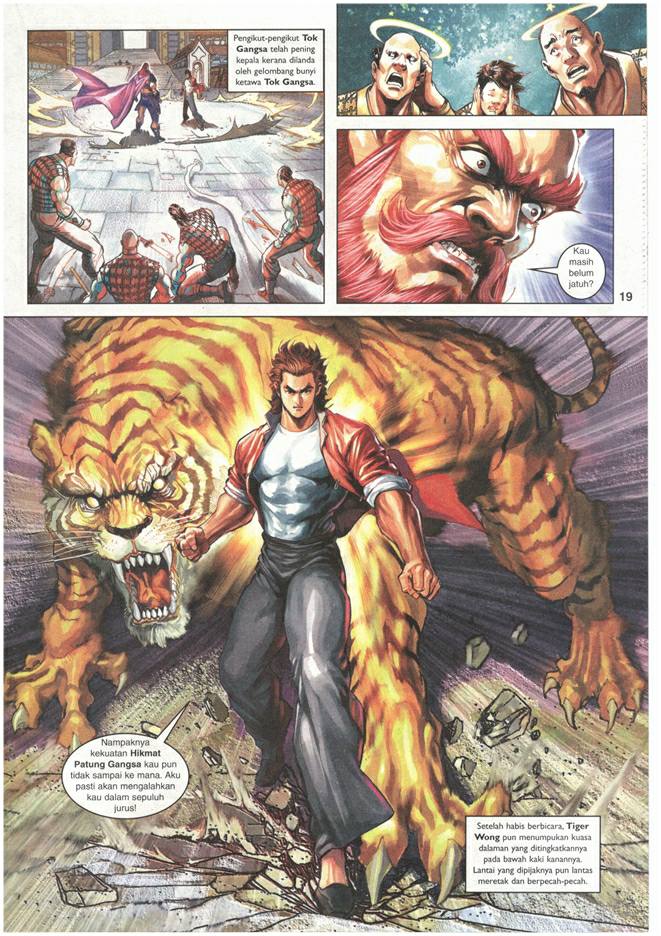 Pengikut-pengikut Tok
Gangsa telah pening
kepala kerana dilanda
oleh gelombang bunyi
ketawa Tok Gangsa.
Kau
masih
belum
jatuh?
19
Nampaknya
kekuatan Hikmat
Patung Gangsa kau pun
tidak sampai ke mana. Aku
pasti akan mengalahkan
kau dalam sepuluh
jurus!
Setelah habis berbicara, Tiger
Wong pun menumpukan kuasa
dalaman yang ditingkatkannya
pada bawah kaki kanannya.
Lantai yang dipijaknya pun lantas
meretak dan berpecah-pecah.